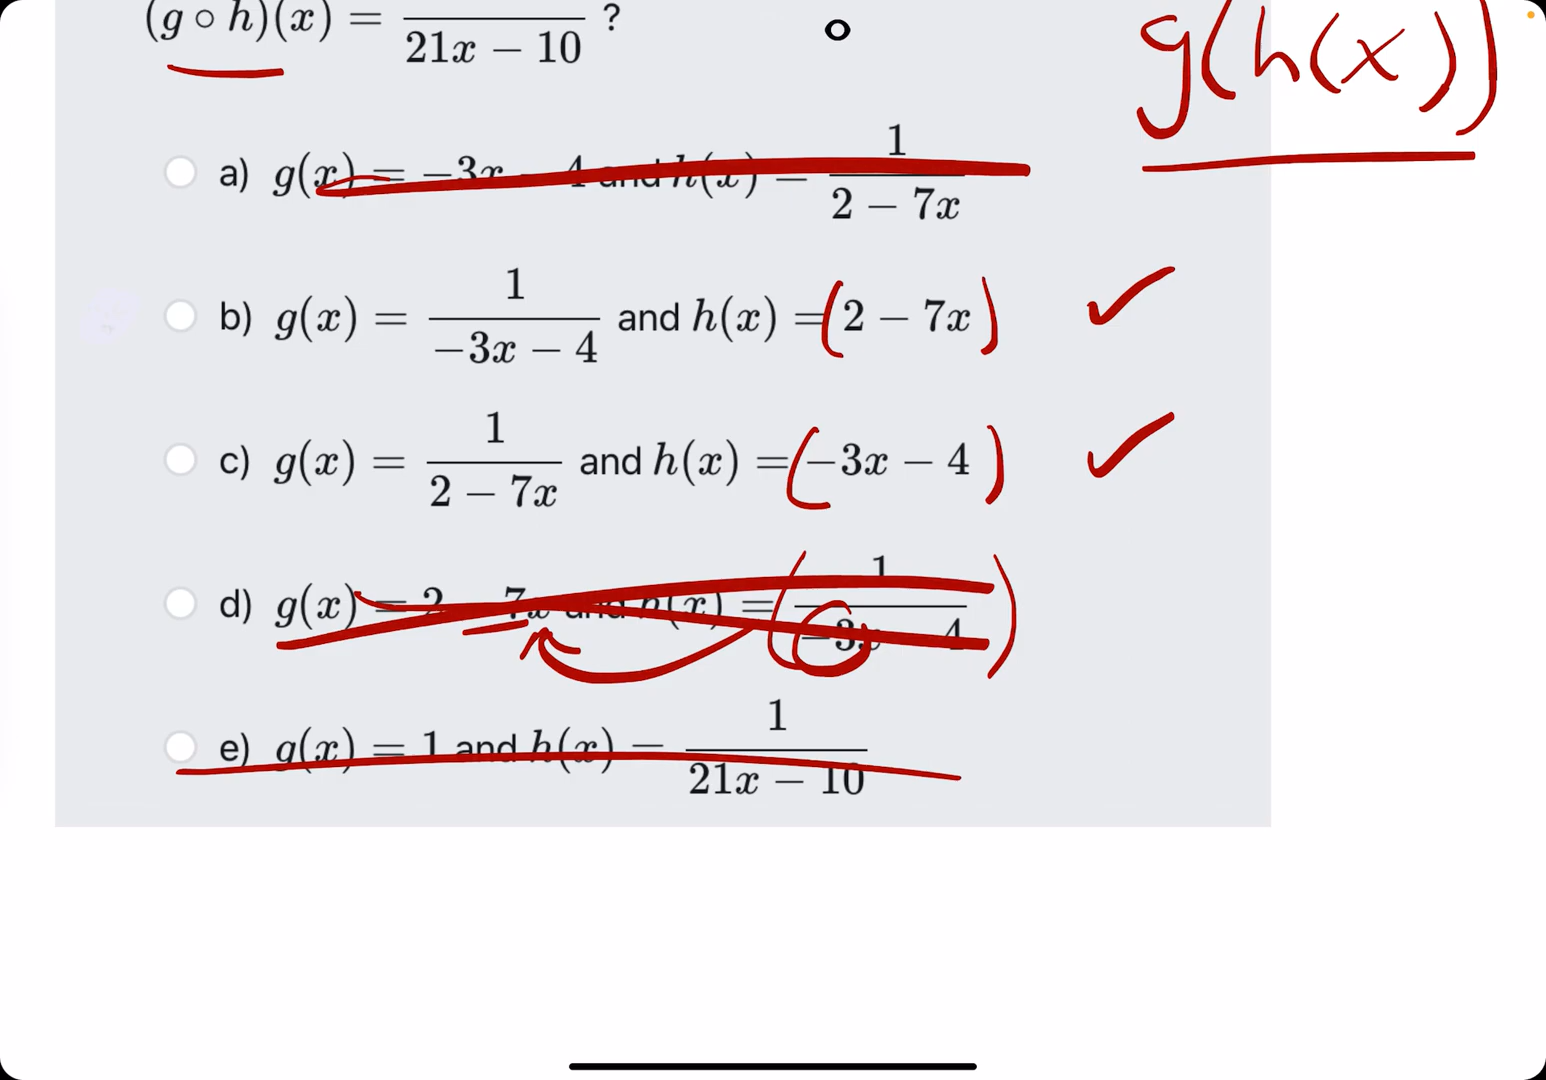 (g ∘ h)(x) = ─── / 21x − 10 ? g(h(x))
a) g(x) = −3x − 4 and h(x) = 1 / 2 − 7x
b) g(x) = 1 / −3x − 4 and h(x) = (2 − 7x)
c) g(x) = 1 / 2 − 7x and h(x) = (−3x − 4)
d) g(x) = 2 − 7x and h(x) = (1 / −3x − 4)
e) g(x) = 1 and h(x) = 1 / 21x − 10